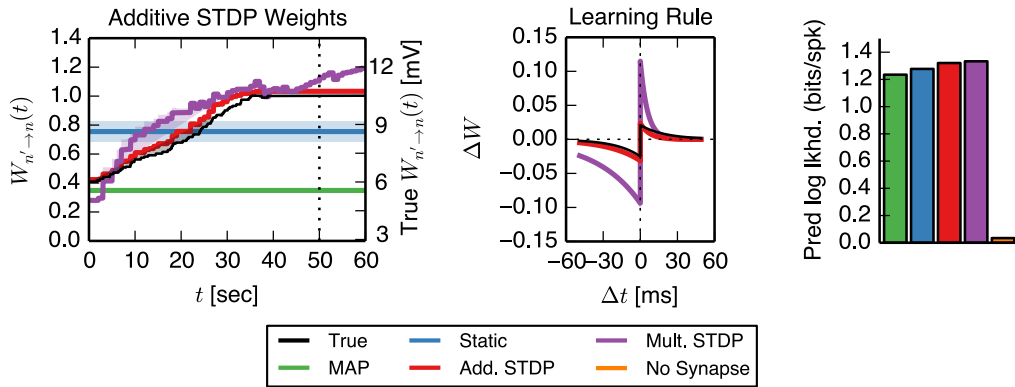 Additive STDP Weights
Learning Rule
1.4
1.2
1.0
0.8
0.6
0.4
0.2
0.0
W_{n′→n}(t)
12
9
6
3
True W_{n′→n}(t) [mV]
0 10 20 30 40 50 60
t [sec]
0.15
0.10
0.05
0.00
−0.05
−0.10
−0.15
ΔW
−60 −30 0 30 60
Δt [ms]
1.4
1.2
1.0
0.8
0.6
0.4
0.2
0.0
Pred log lkhd. (bits/spk)
True Static Mult. STDP
MAP Add. STDP No Synapse